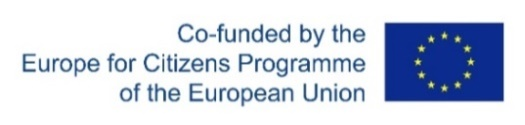 Co-funded by the
Europe for Citizens Programme
of the European Union